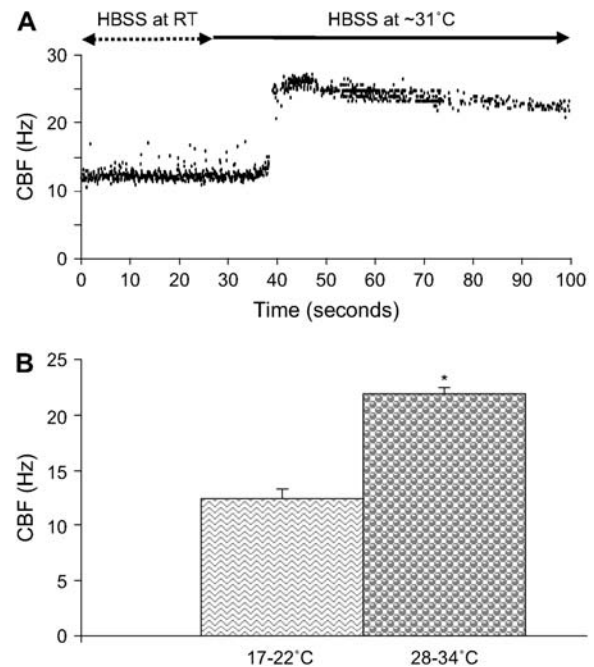 A
HBSS at RT HBSS at ~31˚C
CBF (Hz)
30
20
10
0
0 10 20 30 40 50 60 70 80 90 100
Time (seconds)
B
CBF (Hz)
25
20
15
10
5
0
*
17-22˚C 28-34˚C